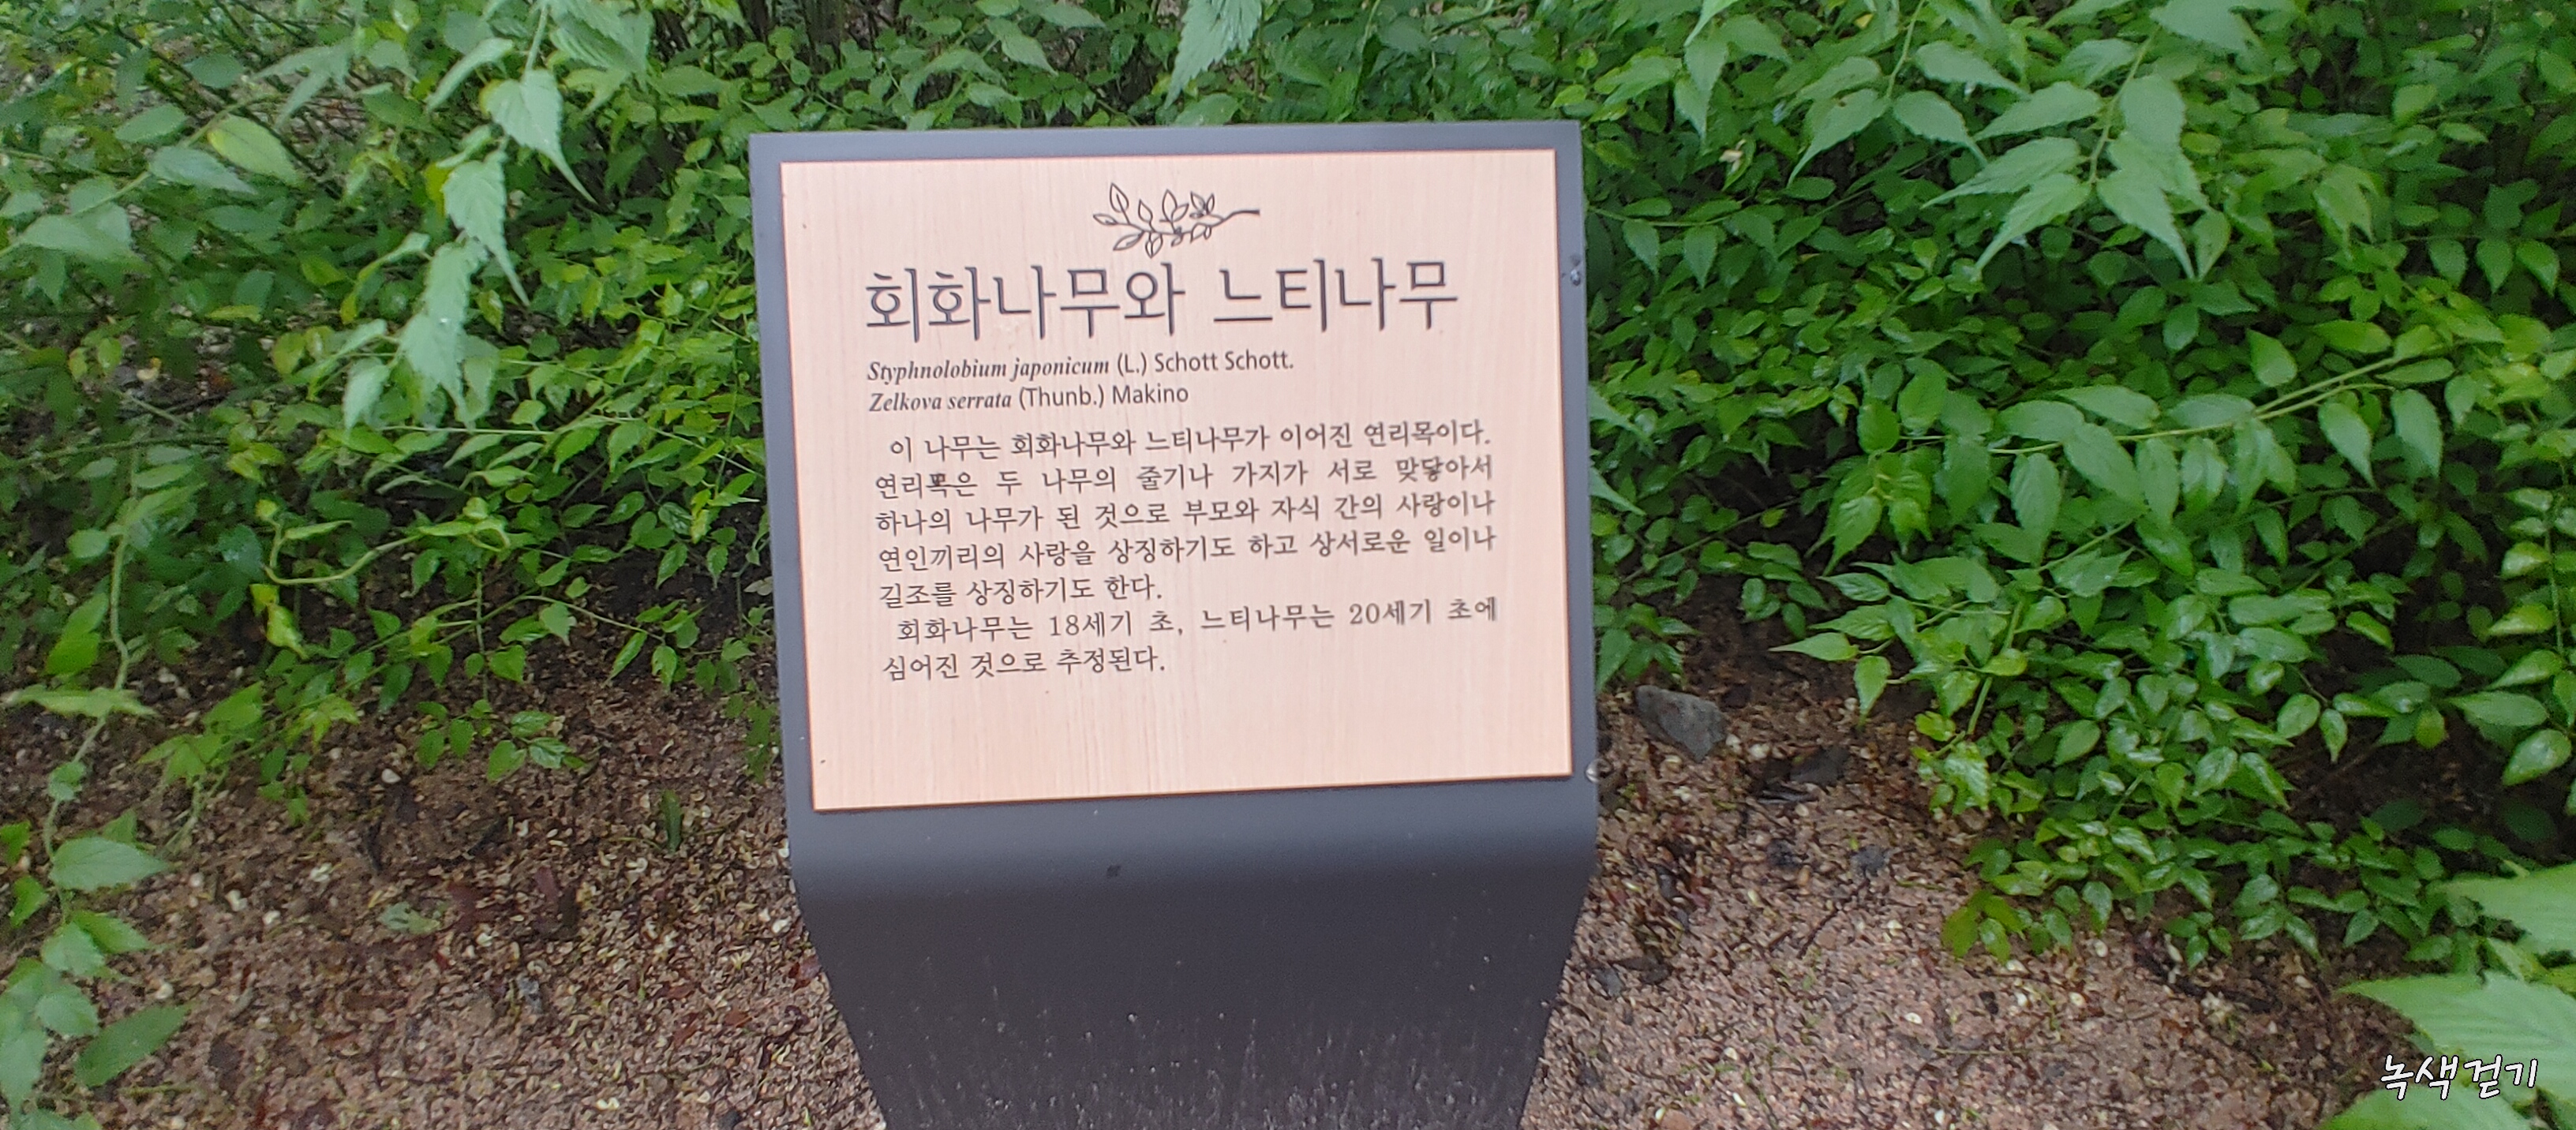 회화나무와 느티나무
Styphnolobium japonicum (L.) Schott Schott.
Zelkova serrata (Thunb.) Makino
이 나무는 회화나무와 느티나무가 이어진 연리목이다.
연리목은 두 나무의 줄기나 가지가 서로 맞닿아서
하나의 나무가 된 것으로 부모와 자식 간의 사랑이나
연인끼리의 사랑을 상징하기도 하고 상서로운 일이나
길조를 상징하기도 한다.
회화나무는 18세기 초, 느티나무는 20세기 초에
심어진 것으로 추정된다.
녹색걷기